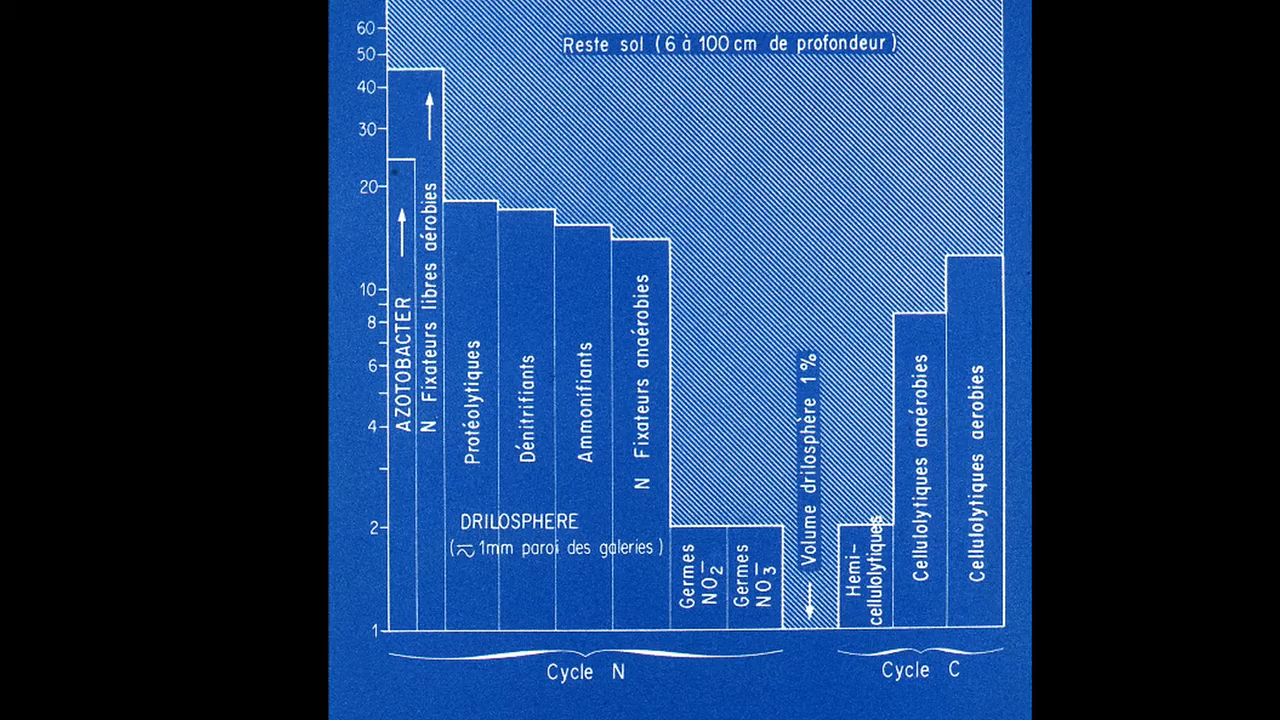 60
50
40
30
20
10
8
6
4
2
1
Reste sol (6 à 100 cm de profondeur)
AZOTOBACTER
N Fixateurs libres aérobies
Protéolytiques
Dénitrifiants
Ammonifiants
N Fixateurs anaérobies
DRILOSPHERE
(≈ 1mm paroi des galeries)
Germes
NO₂⁻
Germes
NO₃⁻
Volume drilosphère 1%
Hemi-
cellulolytiques
Cellulolytiques anaérobies
Cellulolytiques aerobies
Cycle N
Cycle C